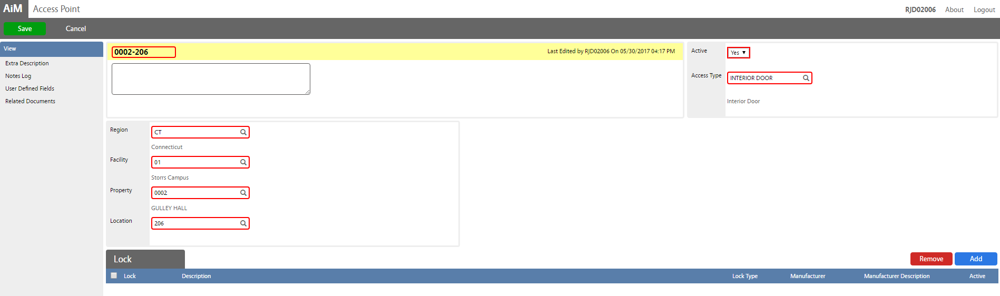 AiM Access Point RJD02006 About Logout
Save Cancel
View
Extra Description
Notes Log
User Defined Fields
Related Documents
0002-206 Last Edited by RJD02006 On 05/30/2017 04:17 PM
Active Yes
Access Type INTERIOR DOOR
Interior Door
Region CT
Connecticut
Facility 01
Storrs Campus
Property 0002
GULLEY HALL
Location 206
Lock Remove Add
Lock Description Lock Type Manufacturer Manufacturer Description Active